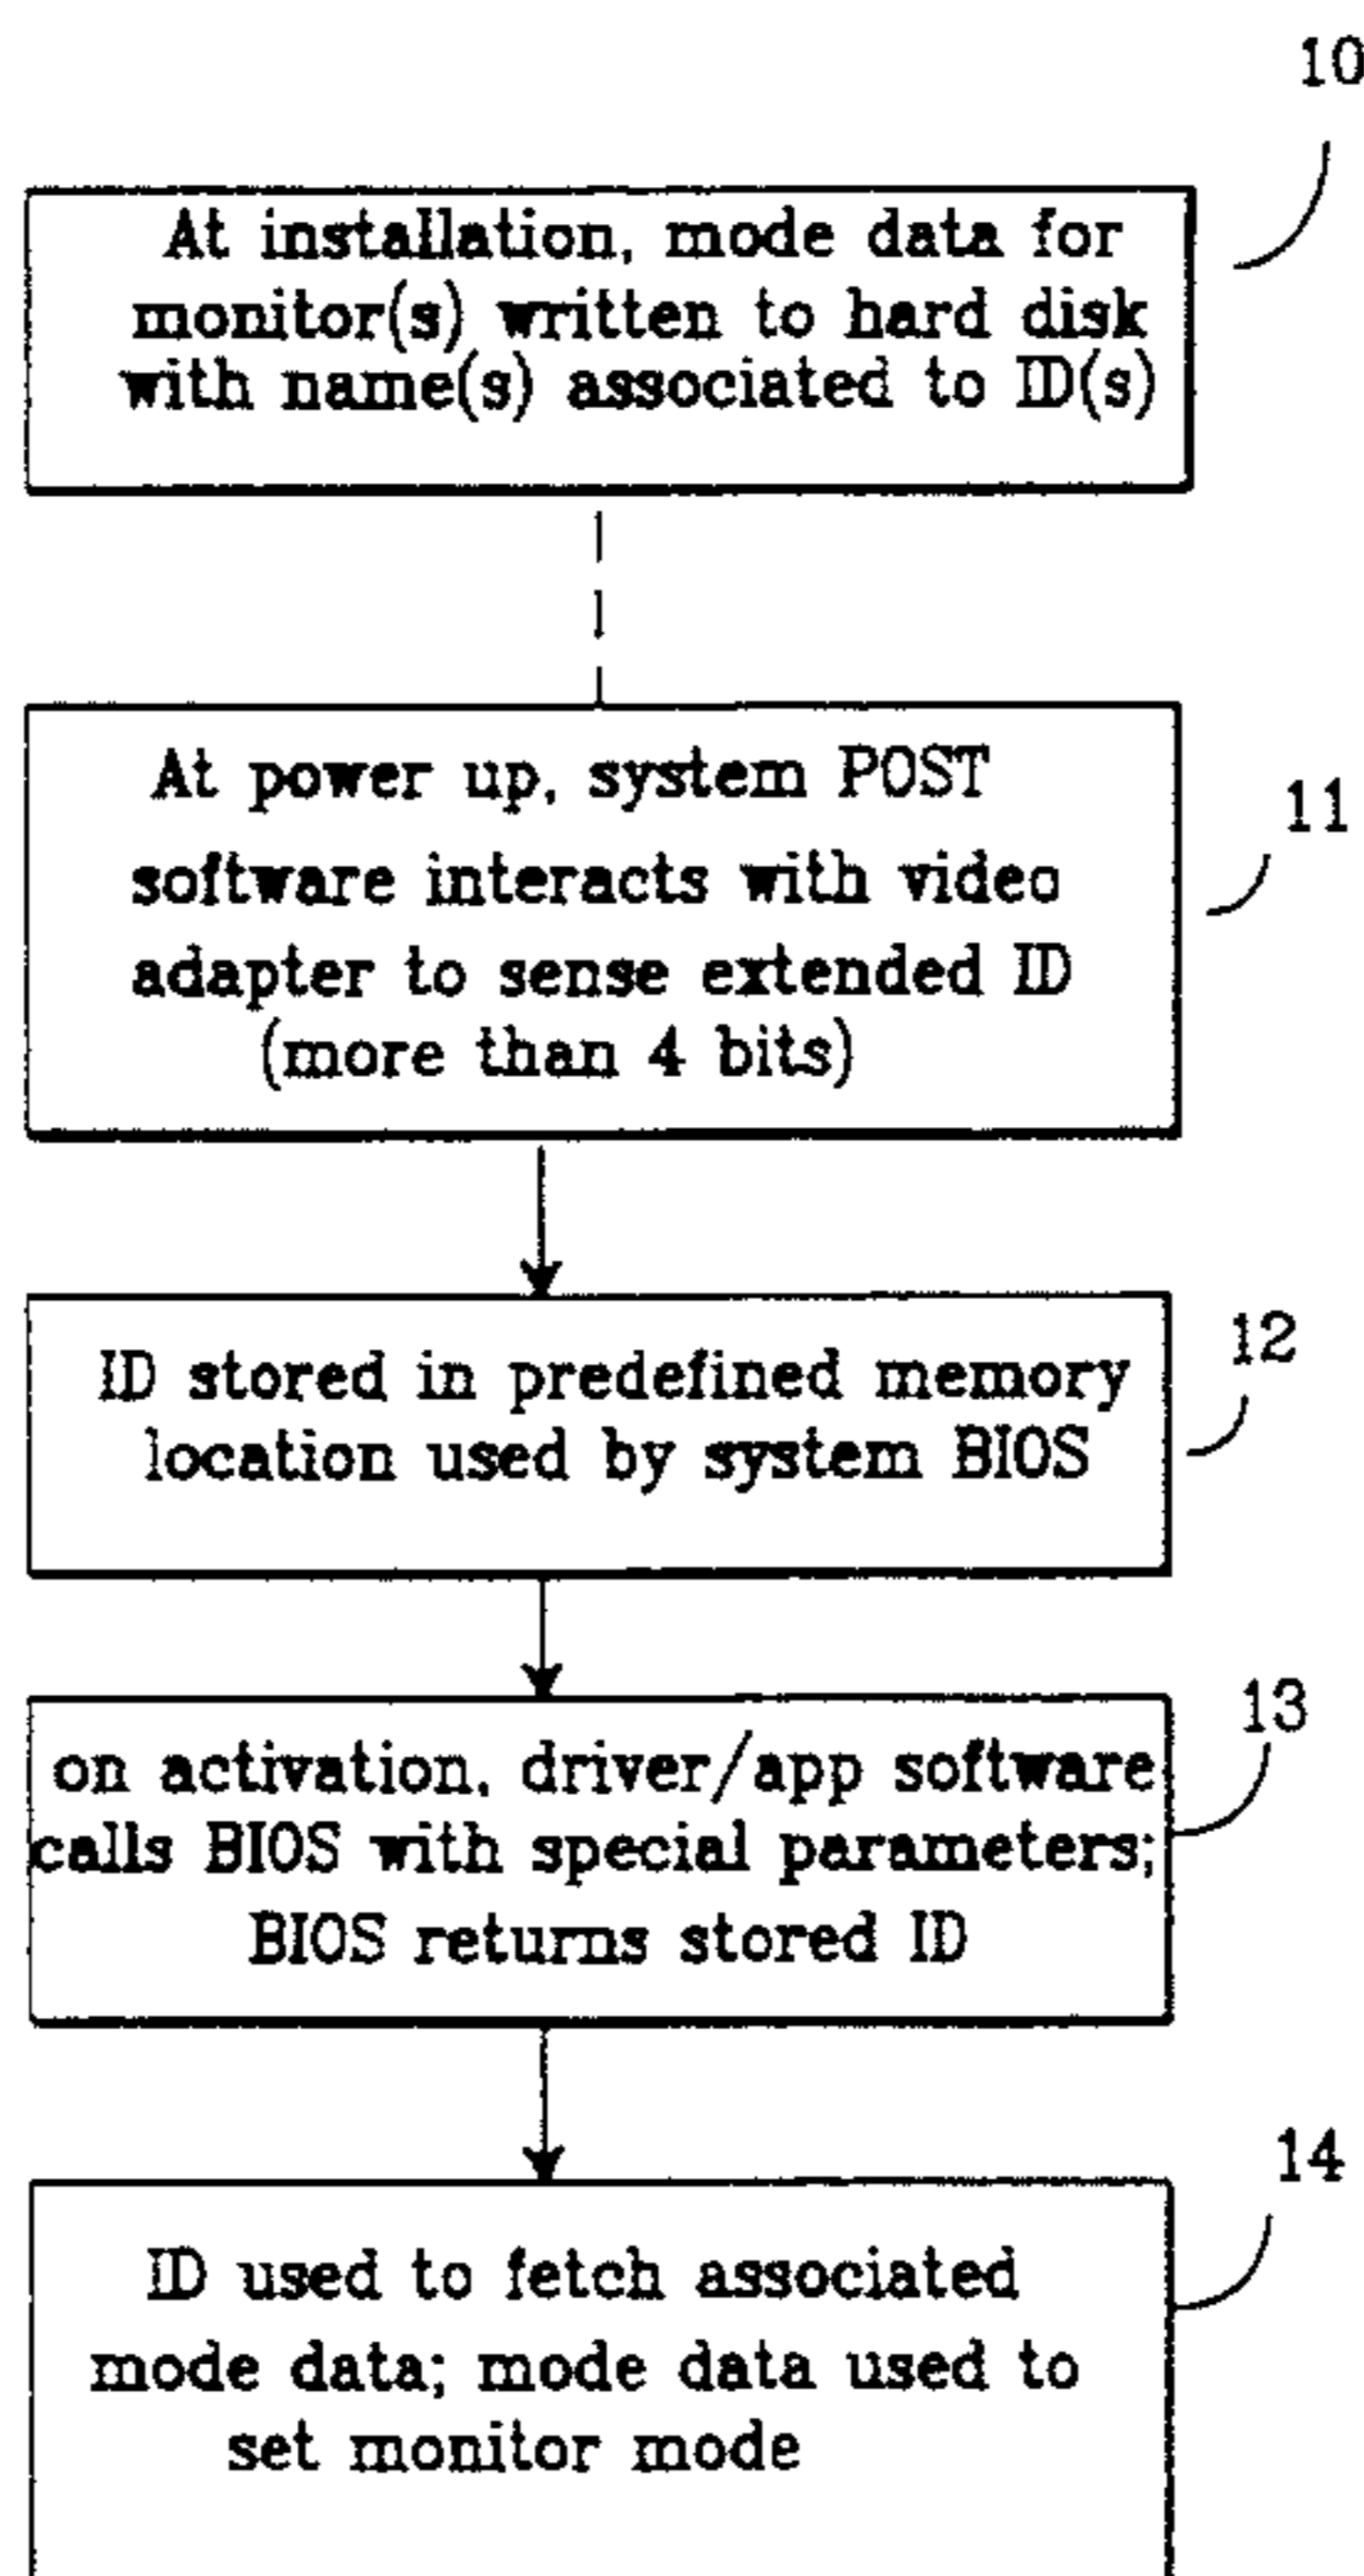 10
At installation, mode data for
monitor(s) written to hard disk
with name(s) associated to ID(s)
At power up, system POST
11
software interacts with video
adapter to sense extended ID
(more than 4 bits)
12
ID stored in predefined memory
location used by system BIOS
13
on activation, driver/app software
calls BIOS with special parameters;
BIOS returns stored ID
14
ID used to fetch associated
mode data; mode data used to
set monitor mode